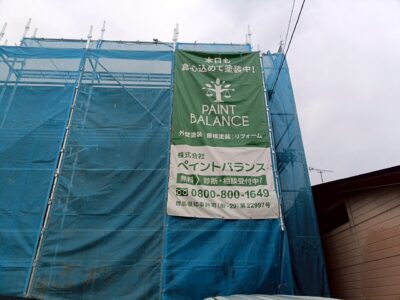 本日も
真心込めて塗装中!
PAINT
BALANCE
外壁塗装|屋根塗装|リフォーム
株式会社
ペイントバランス
無料 診断・相談受付中!
0800-800-1649